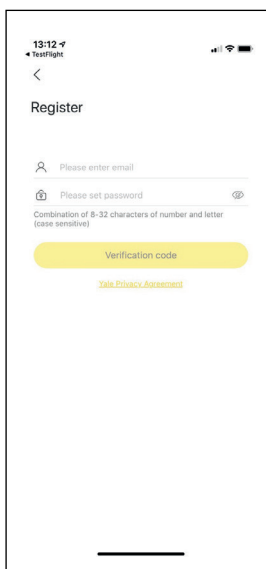 13:12
TestFlight
Register
Please enter email
Please set password
Combination of 8-32 characters of number and letter
(case sensitive)
Verification code
Yale Privacy Agreement